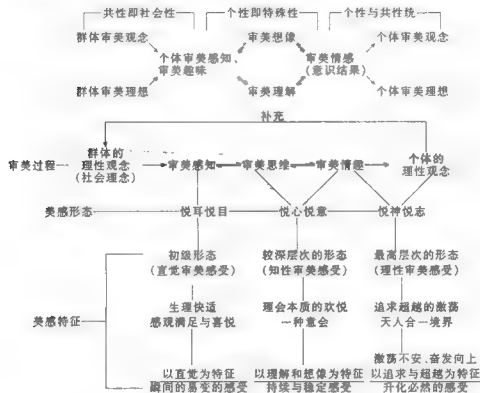 共性即社会性 个性即特殊性 个性与共性统
群体审美观念 审美想像 个体审美观念
个体审美感知、 审美情感
审美趣味 (意识结果)
群体审美理想 审美理解 个体审美理想
补充
群体的 个体的
审美过程 理性观念 审美感知 审美思维 审美情趣 理性观念
(社会理念)
美感形态 悦耳悦目 悦心悦意 悦神悦志
初级形态 较深层次的形态 最高层次的形态
(直觉审美感受) (知性审美感受) (理性审美感受)
美感特征 生理快适 理会本质的欢悦 追求超越的激荡
感观满足与喜悦 一种意会 天人合一境界
激荡不安、奋发向上
以直觉为特征 以理解和想像为特征 以追求与超越为特征
瞬间的易变的感受 持续与稳定感受 升化必然的感受